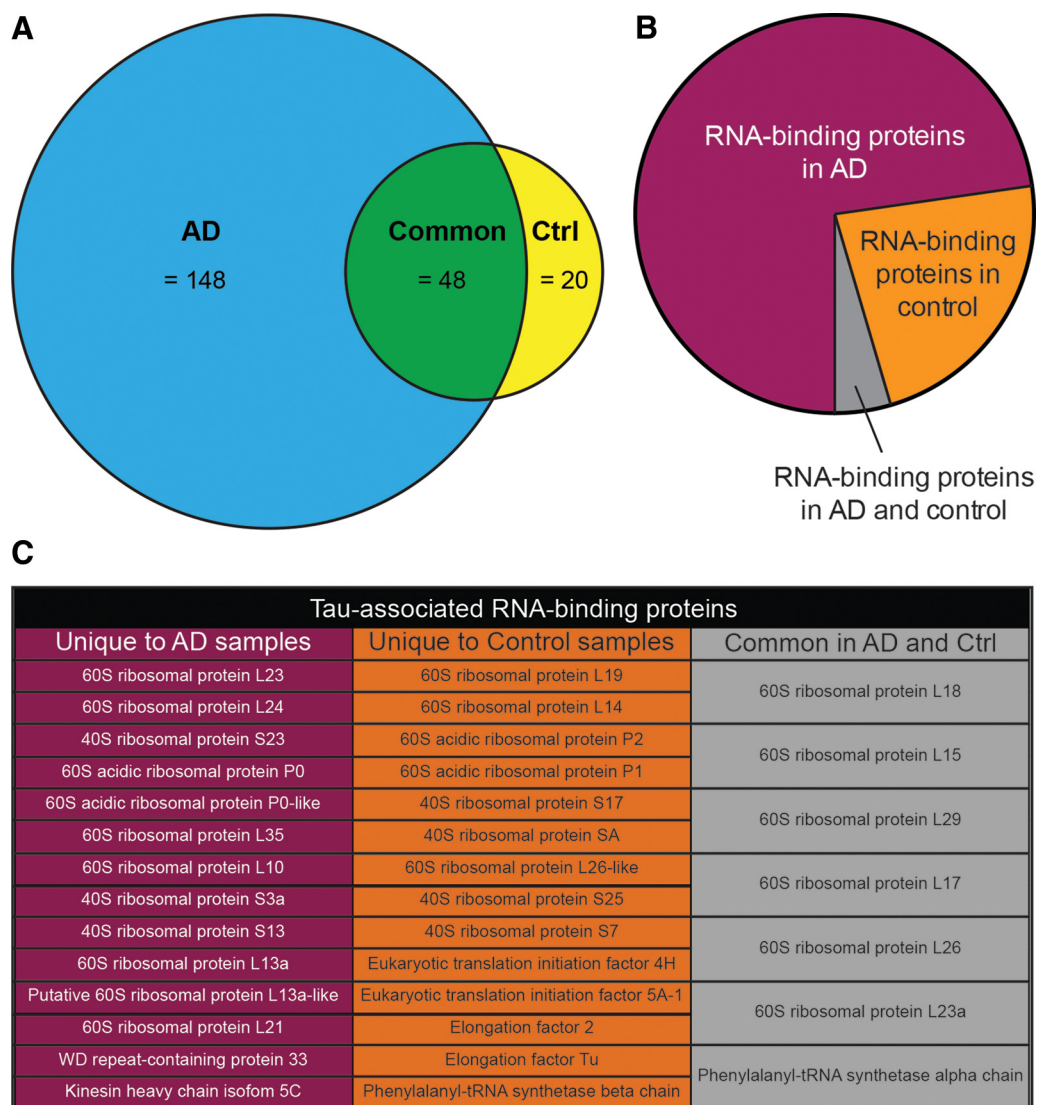 A
B
AD
= 148
Common
= 48
Ctrl
= 20
RNA-binding proteins
in AD
RNA-binding
proteins in
control
RNA-binding proteins
in AD and control
C
Tau-associated RNA-binding proteins
Unique to AD samples
Unique to Control samples
Common in AD and Ctrl
60S ribosomal protein L23
60S ribosomal protein L24
40S ribosomal protein S23
60S acidic ribosomal protein P0
60S acidic ribosomal protein P0-like
60S ribosomal protein L35
60S ribosomal protein L10
40S ribosomal protein S3a
40S ribosomal protein S13
60S ribosomal protein L13a
Putative 60S ribosomal protein L13a-like
60S ribosomal protein L21
WD repeat-containing protein 33
Kinesin heavy chain isofom 5C
60S ribosomal protein L19
60S ribosomal protein L14
60S acidic ribosomal protein P2
60S acidic ribosomal protein P1
40S ribosomal protein S17
40S ribosomal protein SA
60S ribosomal protein L26-like
40S ribosomal protein S25
40S ribosomal protein S7
Eukaryotic translation initiation factor 4H
Eukaryotic translation initiation factor 5A-1
Elongation factor 2
Elongation factor Tu
Phenylalanyl-tRNA synthetase beta chain
60S ribosomal protein L18
60S ribosomal protein L15
60S ribosomal protein L29
60S ribosomal protein L17
60S ribosomal protein L26
60S ribosomal protein L23a
Phenylalanyl-tRNA synthetase alpha chain